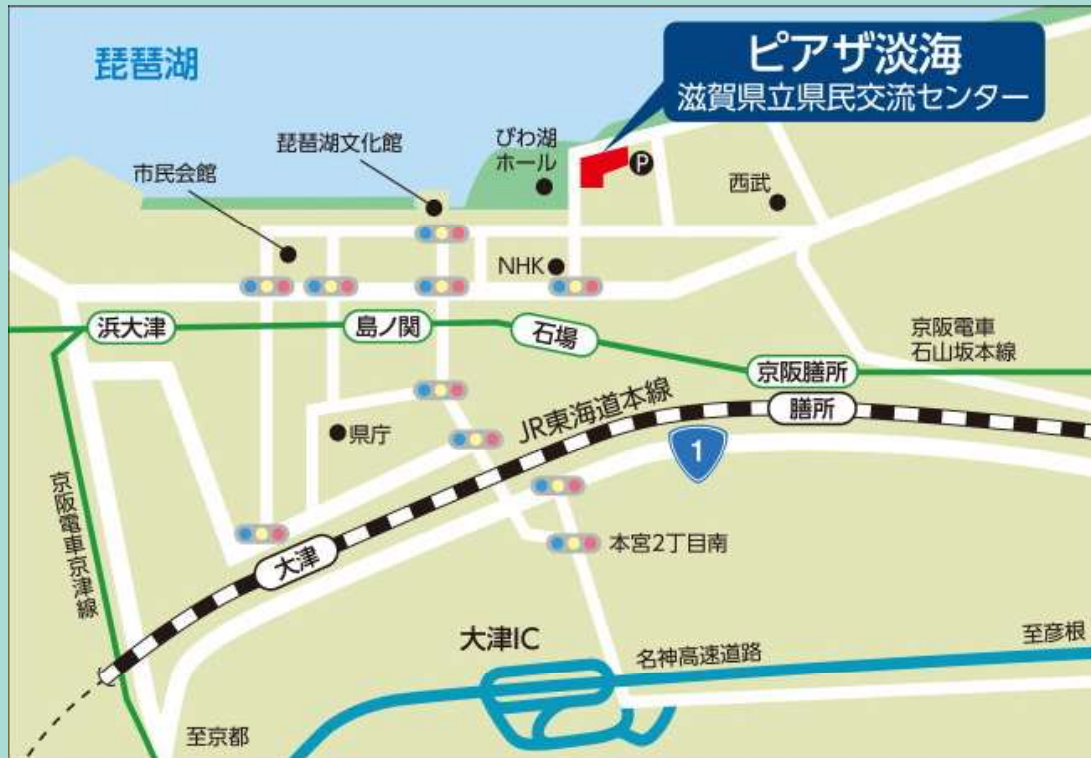 琵琶湖
ピアザ淡海
滋賀県立県民交流センター
琵琶湖文化館
びわ湖
ホール
市民会館
P
西武
NHK
浜大津
島ノ関
石場
京阪電車
石山坂本線
京阪膳所
膳所
JR東海道本線
県庁
1
京阪電車京津線
大津
本宮2丁目南
大津IC
名神高速道路
至彦根
至京都